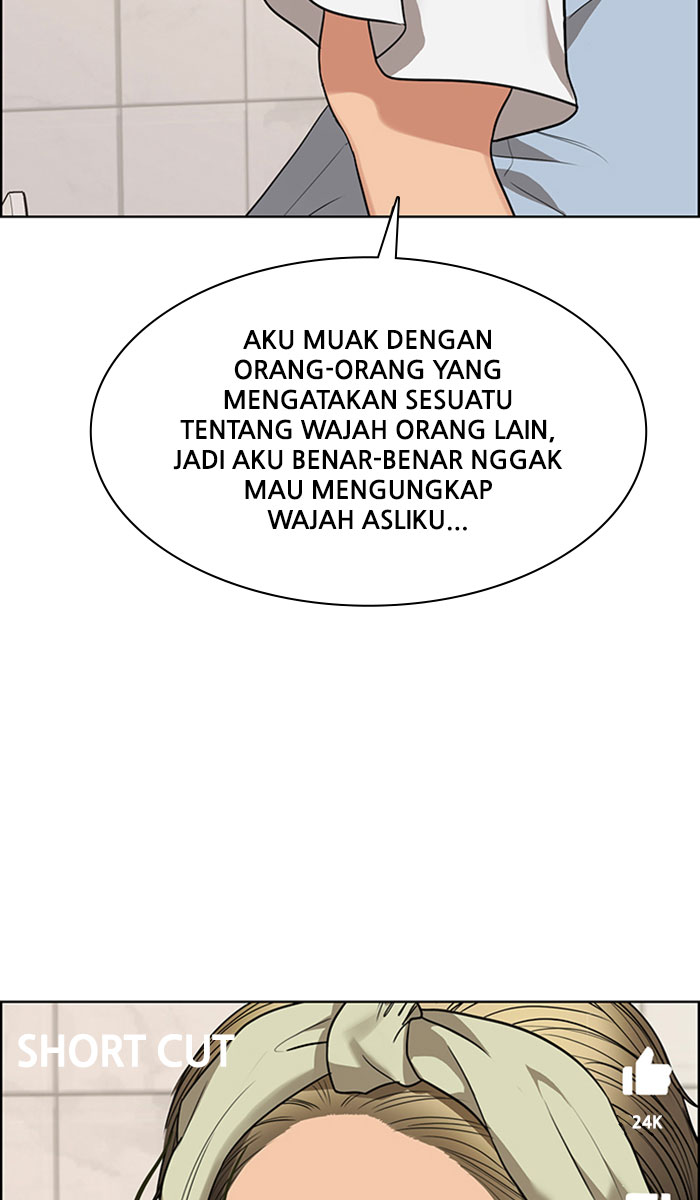 AKU MUAK DENGAN
ORANG-ORANG YANG
MENGATAKAN SESUATU
TENTANG WAJAH ORANG LAIN,
JADI AKU BENAR-BENAR NGGAK
MAU MENGUNGKAP
WAJAH ASLIKU...
SHORT CUT
24K